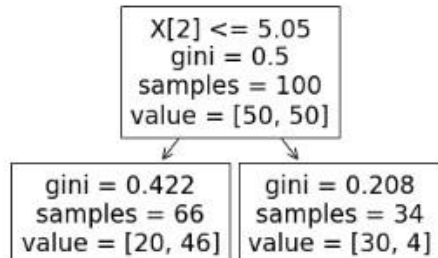 X[2] <= 5.05
gini = 0.5
samples = 100
value = [50, 50]
gini = 0.422
samples = 66
value = [20, 46]
gini = 0.208
samples = 34
value = [30, 4]